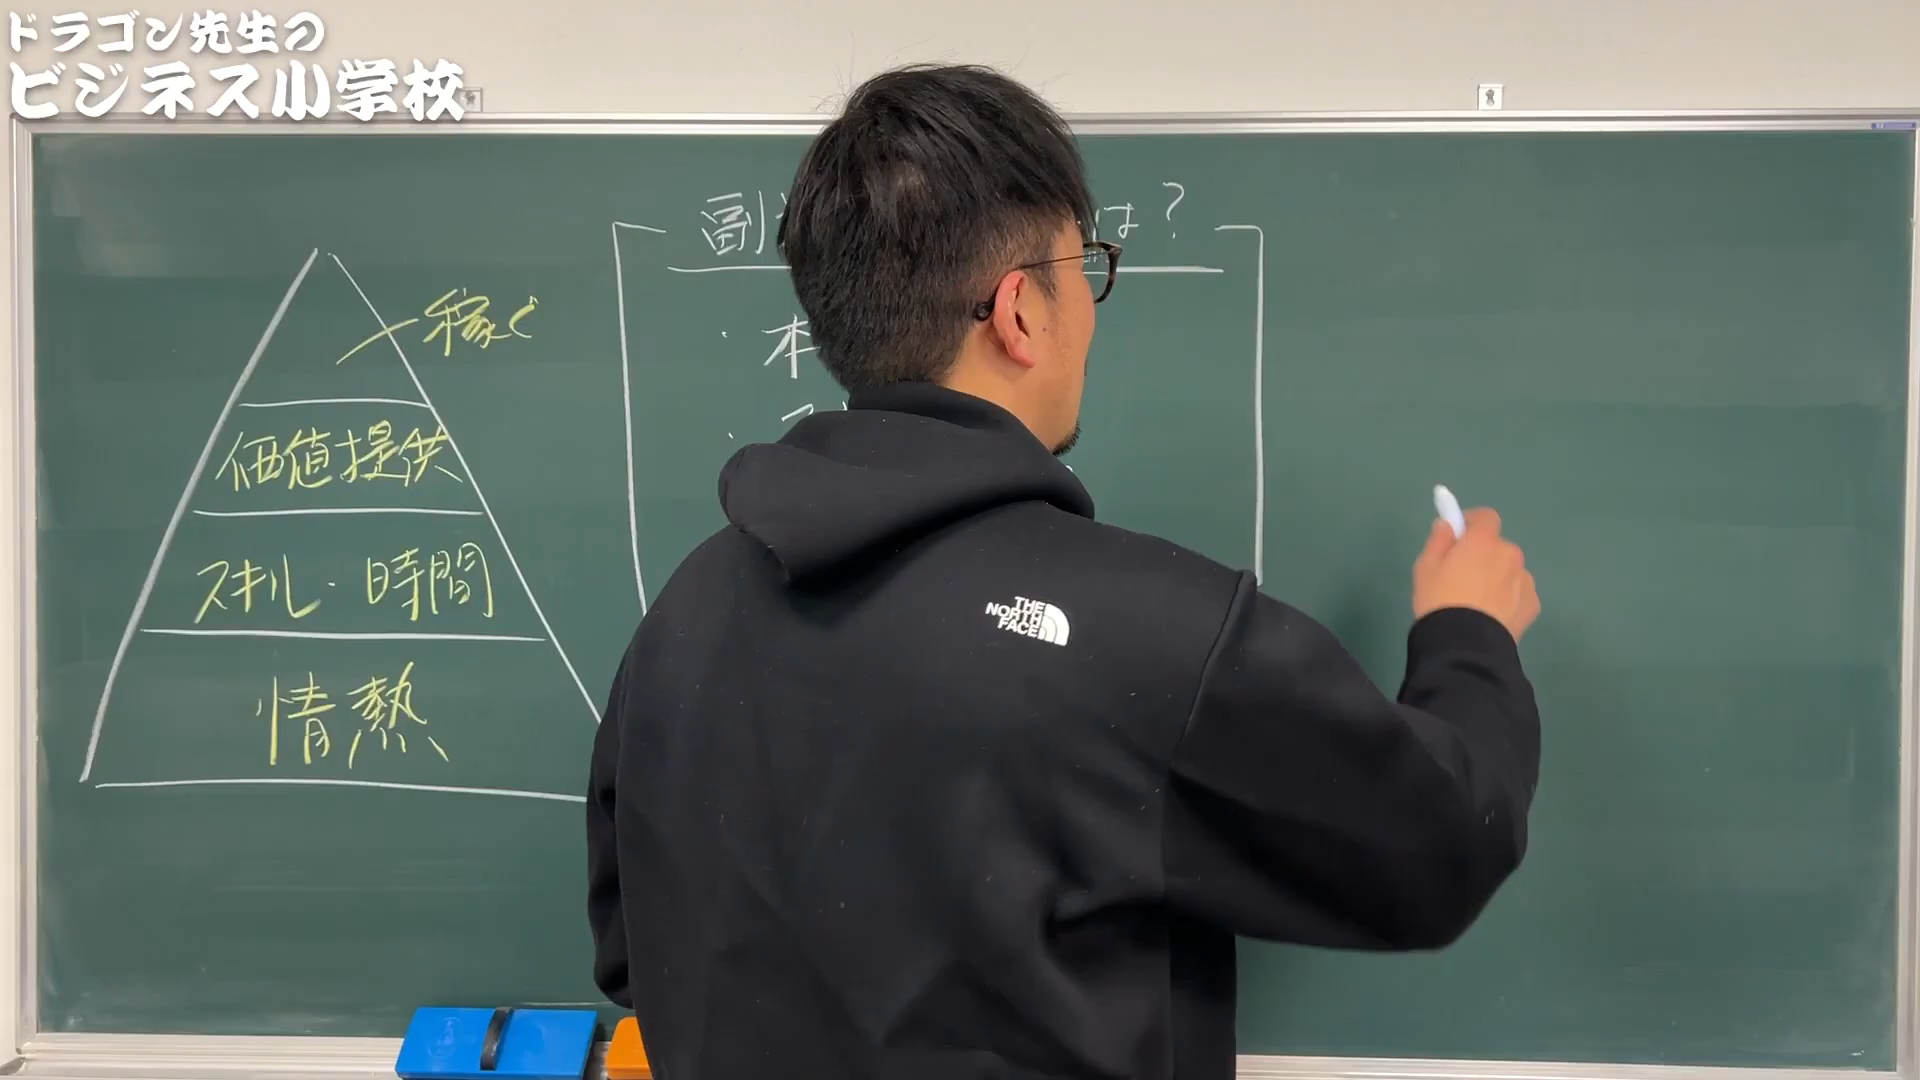 ドラゴン先生の
ビジネス小学校
稼ぐ
価値提供
スキル・時間
情熱
副
は？
・本
THE
NORTH
FACE